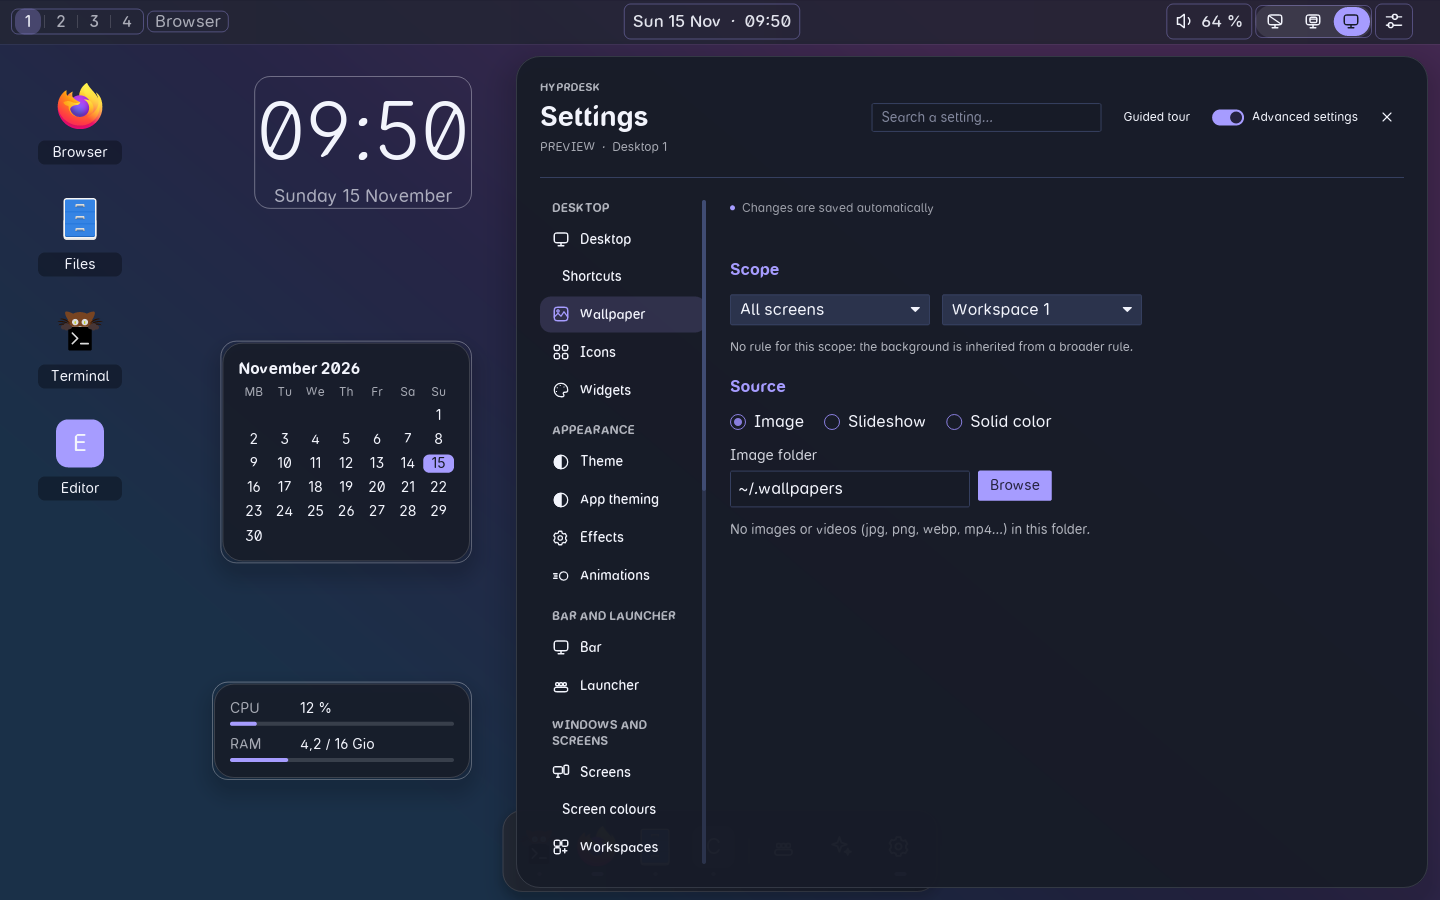 1 2 3 4 Browser
Sun 15 Nov · 09:50
64 %
Browser
Files
Terminal
E
Editor
09:50
Sunday 15 November
November 2026
MB Tu We Th Fr Sa Su
1
2 3 4 5 6 7 8
9 10 11 12 13 14 15
16 17 18 19 20 21 22
23 24 25 26 27 28 29
30
CPU 12 %
RAM 4,2 / 16 Gio
HYPRDESK
Settings
PREVIEW · Desktop 1
Search a setting...
Guided tour
Advanced settings
DESKTOP
Desktop
Shortcuts
Wallpaper
Icons
Widgets
APPEARANCE
Theme
App theming
Effects
Animations
BAR AND LAUNCHER
Bar
Launcher
WINDOWS AND
SCREENS
Screens
Screen colours
Workspaces
Changes are saved automatically
Scope
All screens
Workspace 1
No rule for this scope: the background is inherited from a broader rule.
Source
Image Slideshow Solid color
Image folder
~/.wallpapers
Browse
No images or videos (jpg, png, webp, mp4...) in this folder.